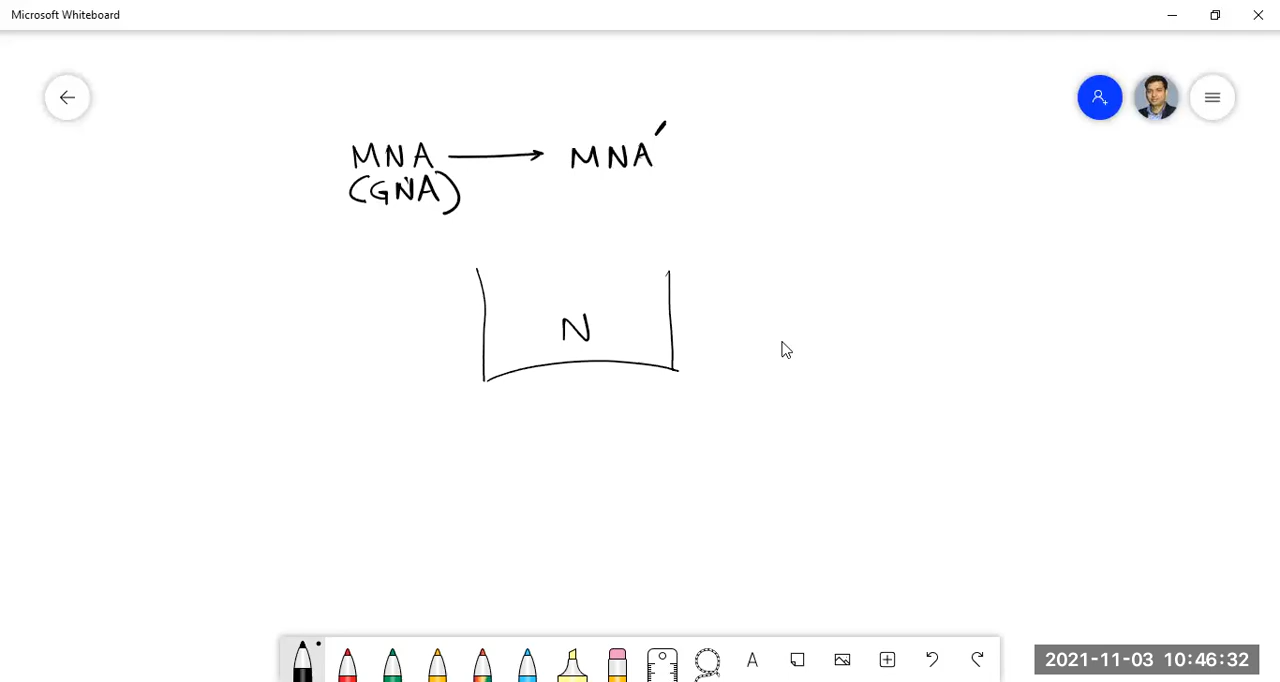 Microsoft Whiteboard
MNA → MNA'
(GNA)
N
A
2021-11-03 10:46:32